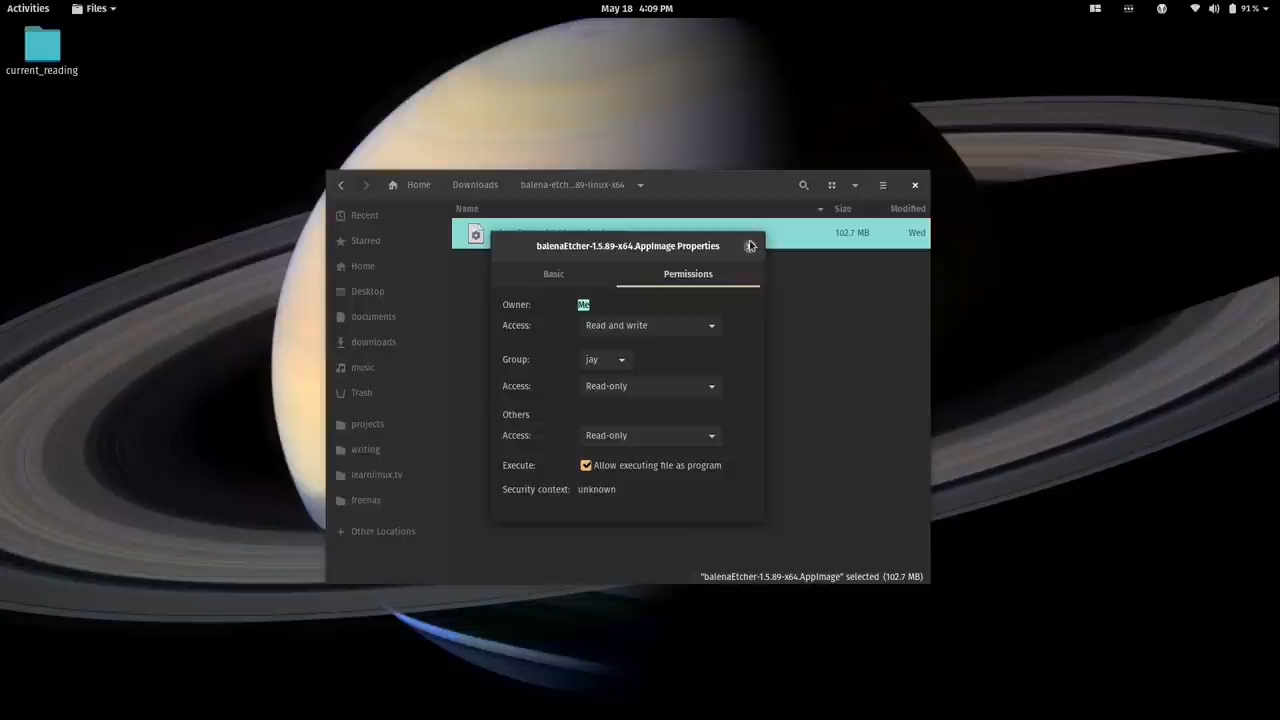 Activities
Files
May 18 4:09 PM
91 %
current_reading
Home
Downloads
balena-etch...89-linux-x64
Name
Size
Modified
102.7 MB
Wed
Recent
Starred
Home
Desktop
documents
downloads
music
Trash
projects
writing
learnlinux.tv
freenas
Other Locations
balenaEtcher-1.5.89-x64.AppImage Properties
Basic
Permissions
Owner: Me
Access: Read and write
Group: jay
Access: Read-only
Others
Access: Read-only
Execute: Allow executing file as program
Security context: unknown
"balenaEtcher-1.5.89-x64.AppImage" selected (102.7 MB)